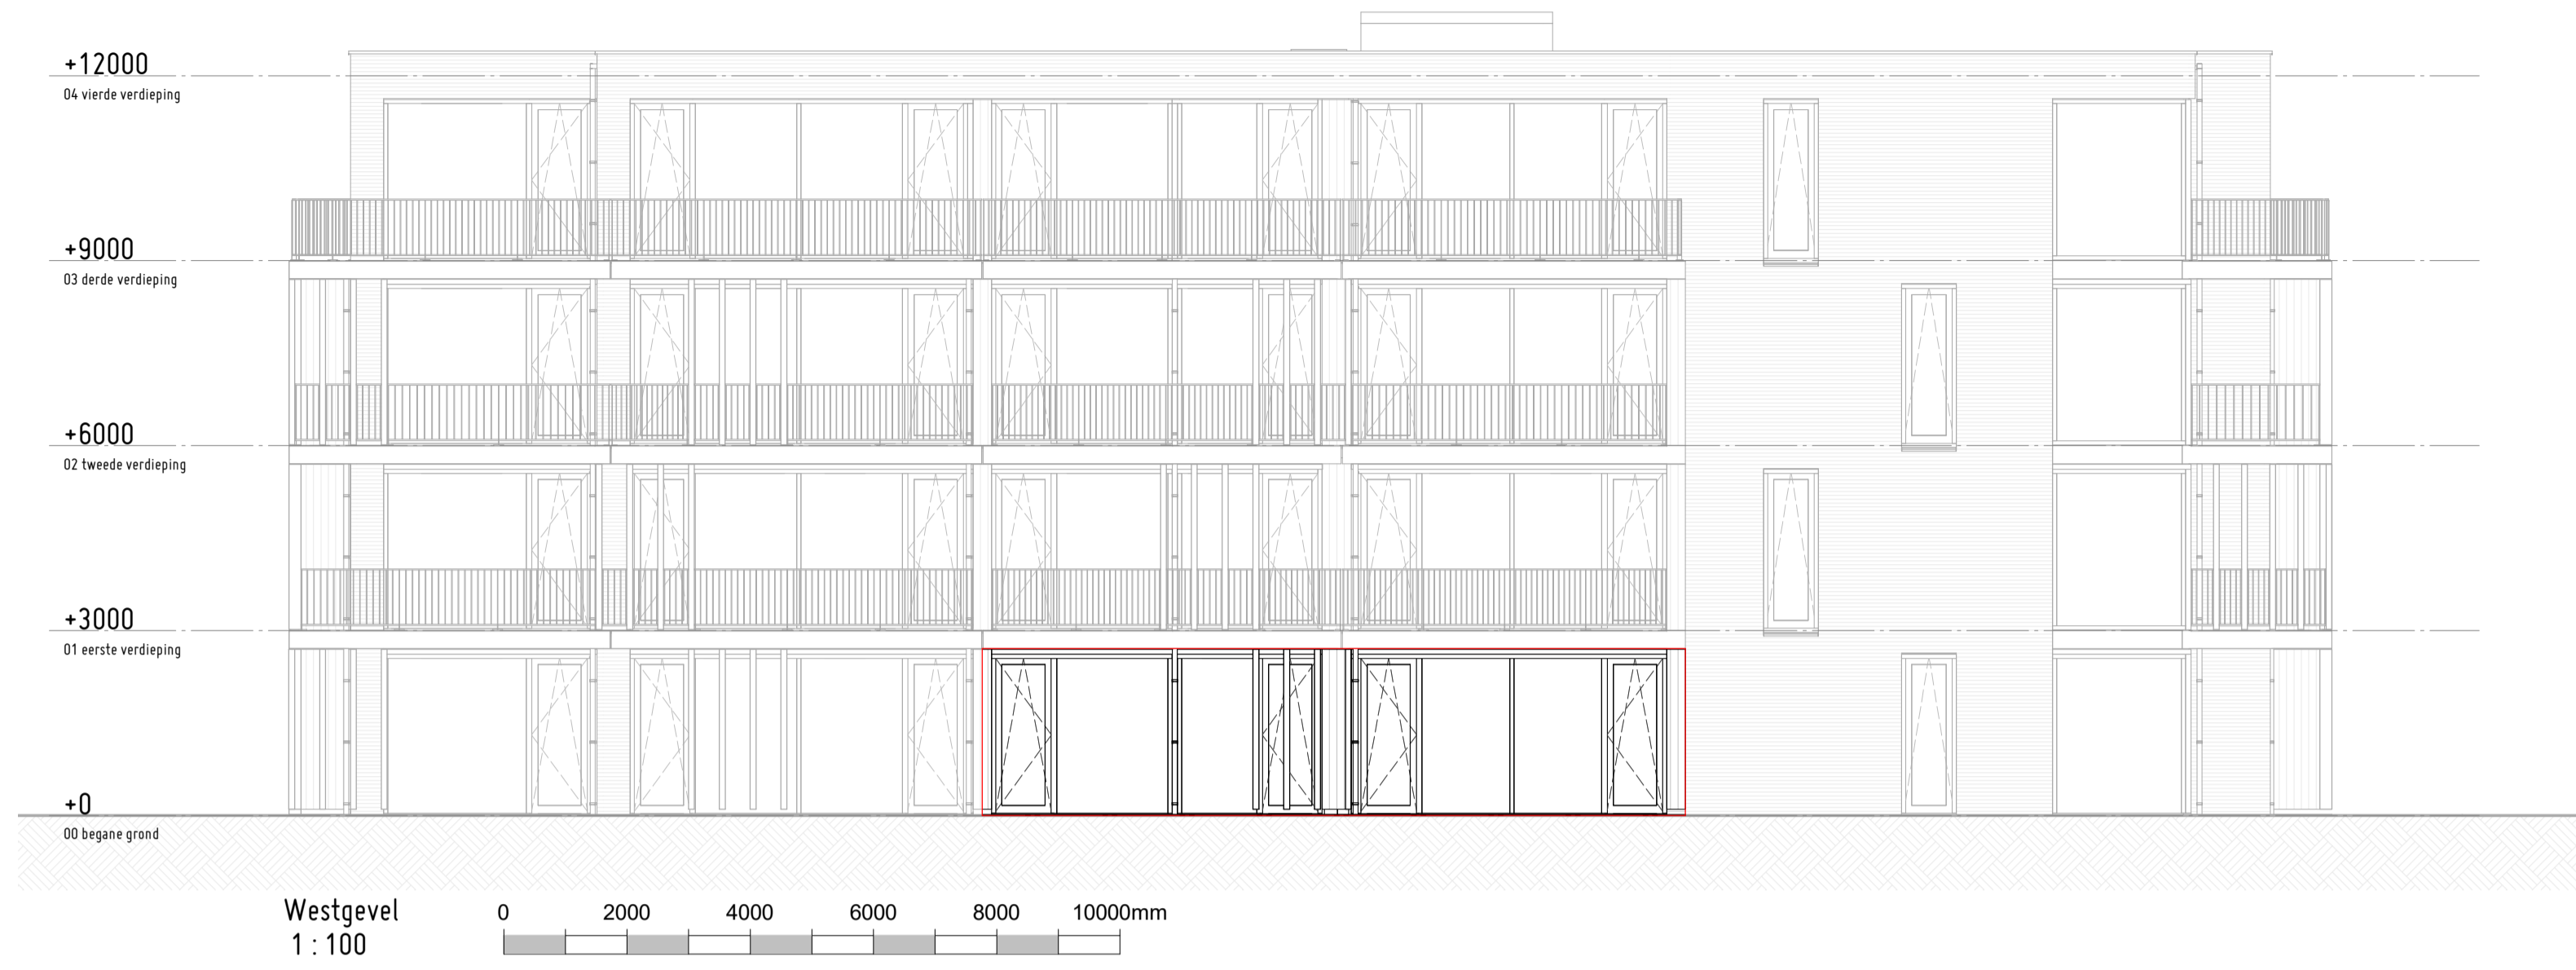 +12000
04 vierde verdieping
+9000
03 derde verdieping
+6000
02 tweede verdieping
+3000
01 eerste verdieping
+0
00 begane grond
Westgevel
1 : 100
0 2000 4000 6000 8000 10000mm